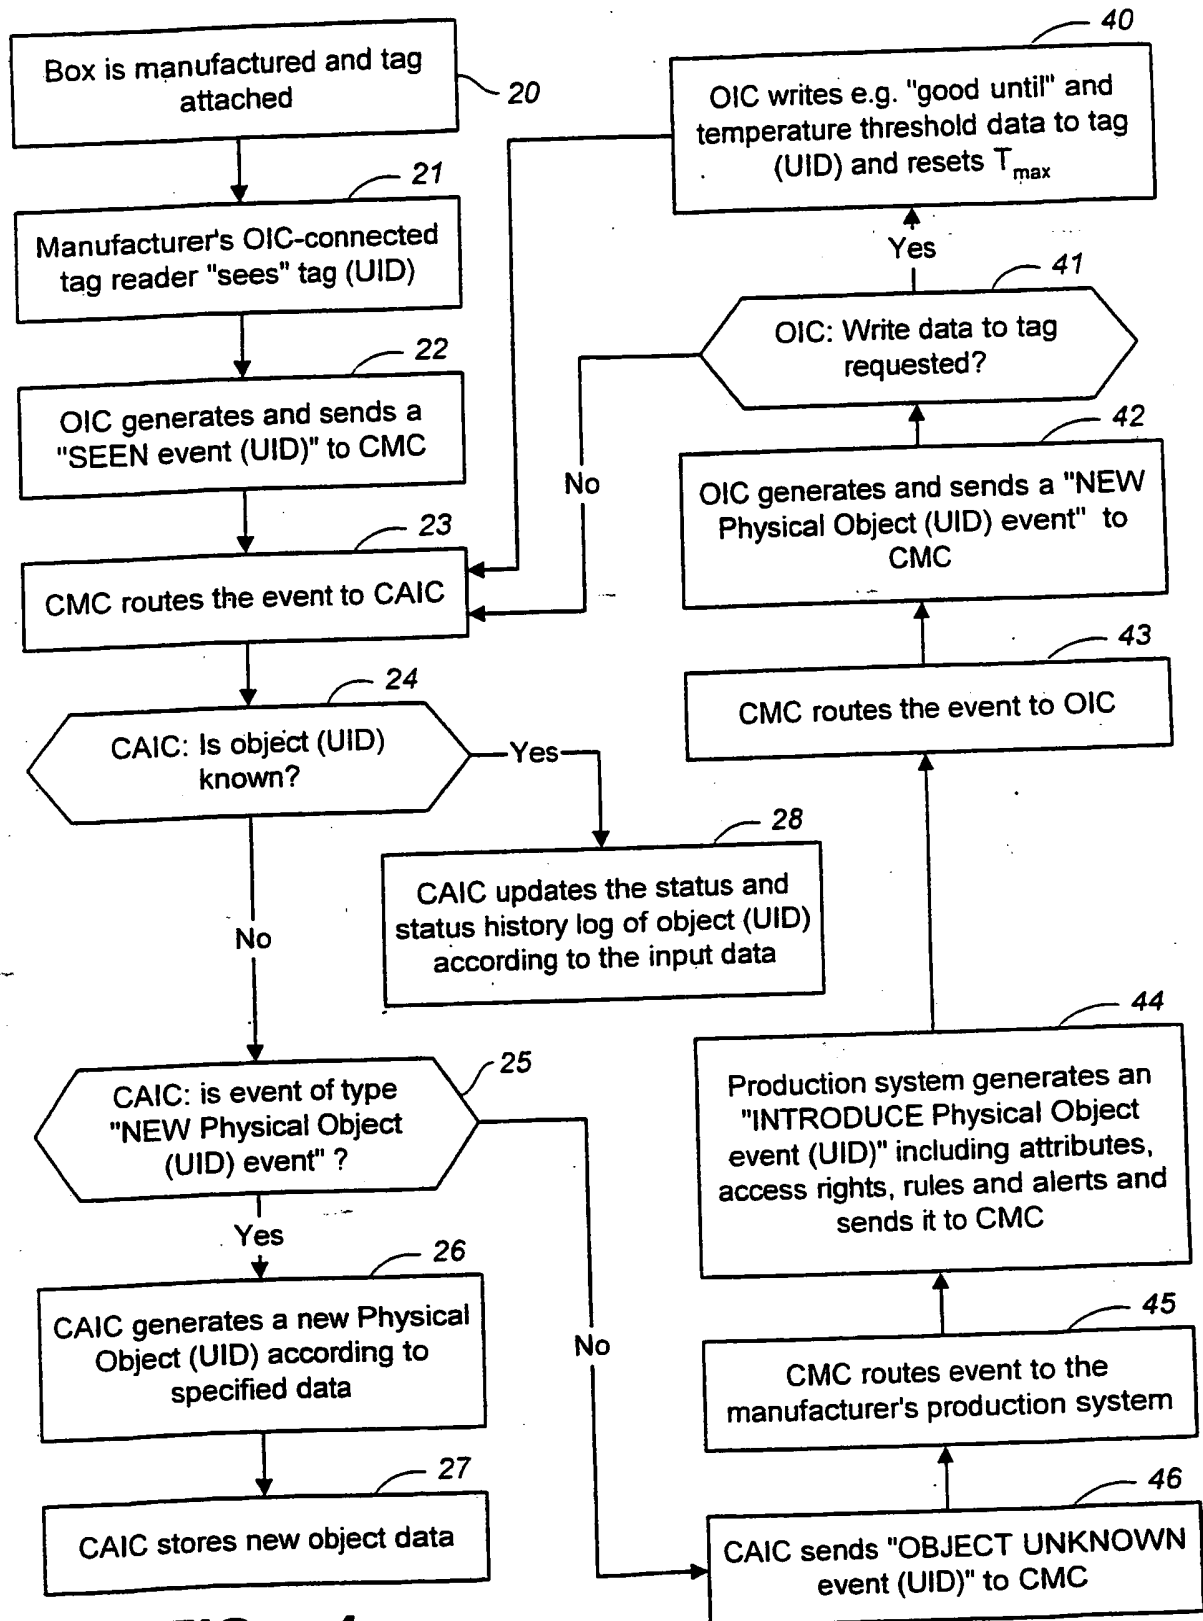 Box is manufactured and tag
attached
20
21
Manufacturer's OIC-connected
tag reader "sees" tag (UID)
22
OIC generates and sends a
"SEEN event (UID)" to CMC
23
CMC routes the event to CAIC
24
CAIC: Is object (UID)
known?
Yes
28
CAIC updates the status and
status history log of object (UID)
according to the input data
No
25
CAIC: is event of type
"NEW Physical Object
(UID) event" ?
Yes
No
26
CAIC generates a new Physical
Object (UID) according to
specified data
27
CAIC stores new object data
40
OIC writes e.g. "good until" and
temperature threshold data to tag
(UID) and resets Tmax
Yes
41
OIC: Write data to tag
requested?
No
42
OIC generates and sends a "NEW
Physical Object (UID) event" to
CMC
43
CMC routes the event to OIC
44
Production system generates an
"INTRODUCE Physical Object
event (UID)" including attributes,
access rights, rules and alerts and
sends it to CMC
45
CMC routes event to the
manufacturer's production system
46
CAIC sends "OBJECT UNKNOWN
event (UID)" to CMC